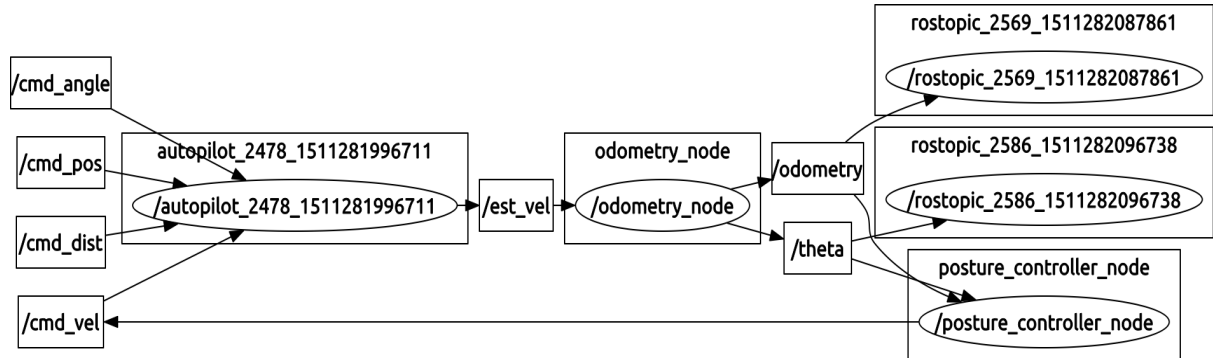 /cmd_angle
/cmd_pos
/cmd_dist
/cmd_vel
autopilot_2478_1511281996711
/autopilot_2478_1511281996711
/est_vel
odometry_node
/odometry_node
/odometry
/theta
rostopic_2569_1511282087861
/rostopic_2569_1511282087861
rostopic_2586_1511282096738
/rostopic_2586_1511282096738
posture_controller_node
/posture_controller_node